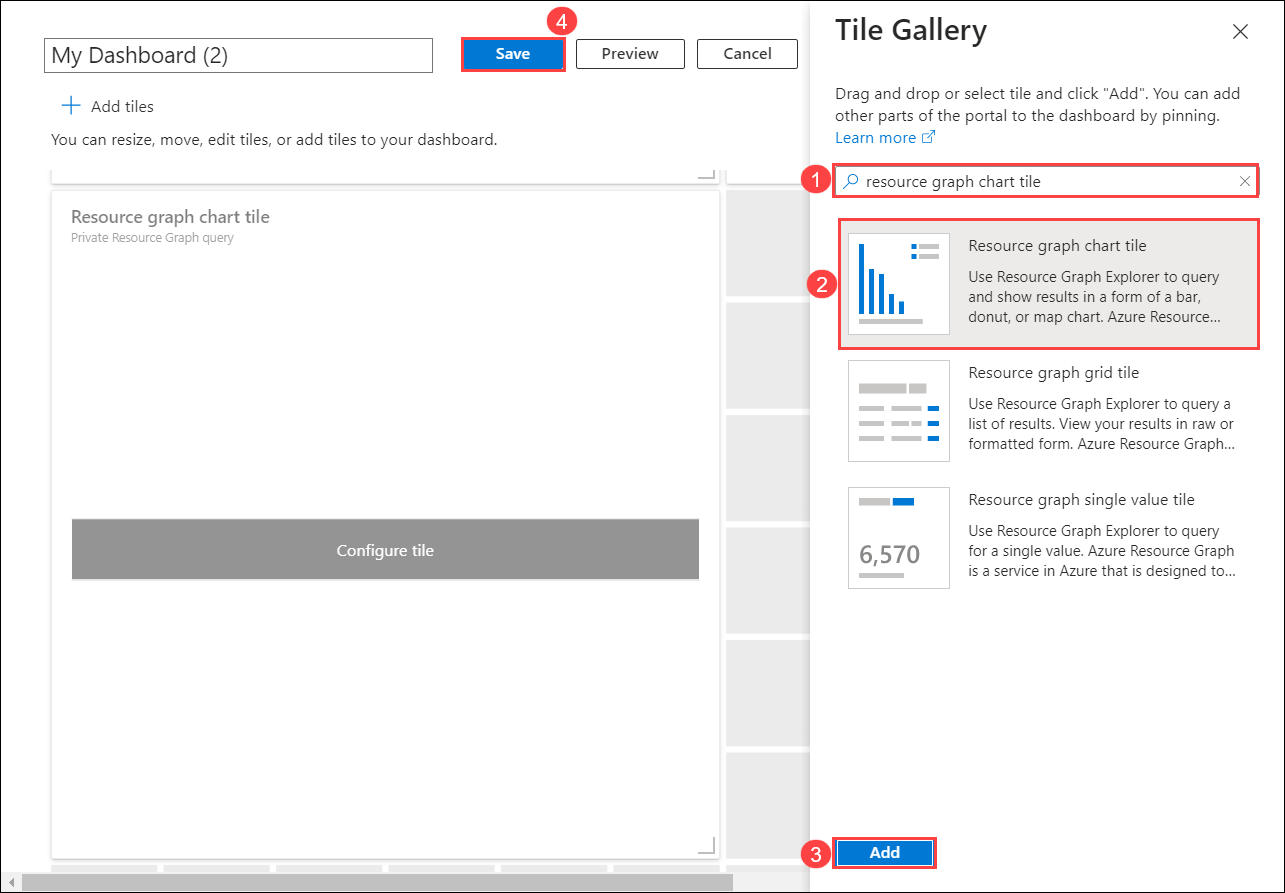 4
My Dashboard (2)
Save
Preview
Cancel
Add tiles
You can resize, move, edit tiles, or add tiles to your dashboard.
Resource graph chart tile
Private Resource Graph query
Configure tile
Tile Gallery
Drag and drop or select tile and click "Add". You can add
other parts of the portal to the dashboard by pinning.
Learn more
1
resource graph chart tile
2
Resource graph chart tile
Use Resource Graph Explorer to query
and show results in a form of a bar,
donut, or map chart. Azure Resource...
Resource graph grid tile
Use Resource Graph Explorer to query a
list of results. View your results in raw or
formatted form. Azure Resource Graph...
6,570
Resource graph single value tile
Use Resource Graph Explorer to query
for a single value. Azure Resource Graph
is a service in Azure that is designed to...
3
Add